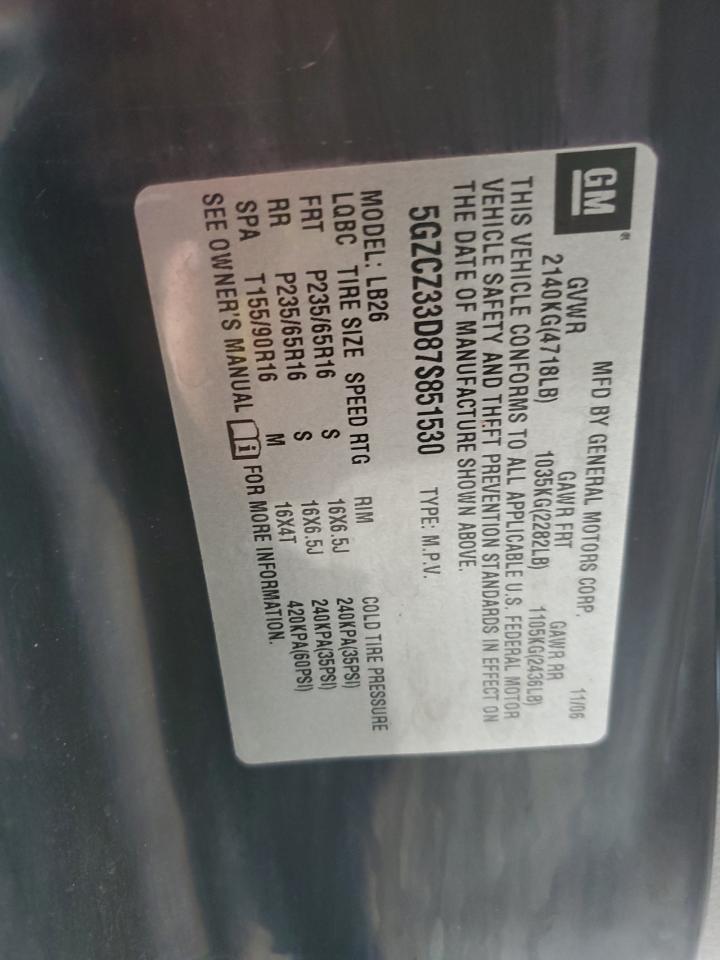 GM ®
MFD BY GENERAL MOTORS CORP. 11/06
GVWR GAWR FRT GAWR RR
2140KG(4718LB) 1035KG(2282LB) 1105KG(2436LB)
THIS VEHICLE CONFORMS TO ALL APPLICABLE U.S. FEDERAL MOTOR
VEHICLE SAFETY AND THEFT PREVENTION STANDARDS IN EFFECT ON
THE DATE OF MANUFACTURE SHOWN ABOVE.
5GZCZ33D87S851530 TYPE: M.P.V.
MODEL: LB26
LQBC TIRE SIZE SPEED RTG RIM COLD TIRE PRESSURE
FRT P235/65R16 S 16X6.5J 240KPA(35PSI)
RR P235/65R16 S 16X6.5J 240KPA(35PSI)
SPA T155/90R16 M 16X4T 420KPA(60PSI)
SEE OWNER'S MANUAL i FOR MORE INFORMATION.